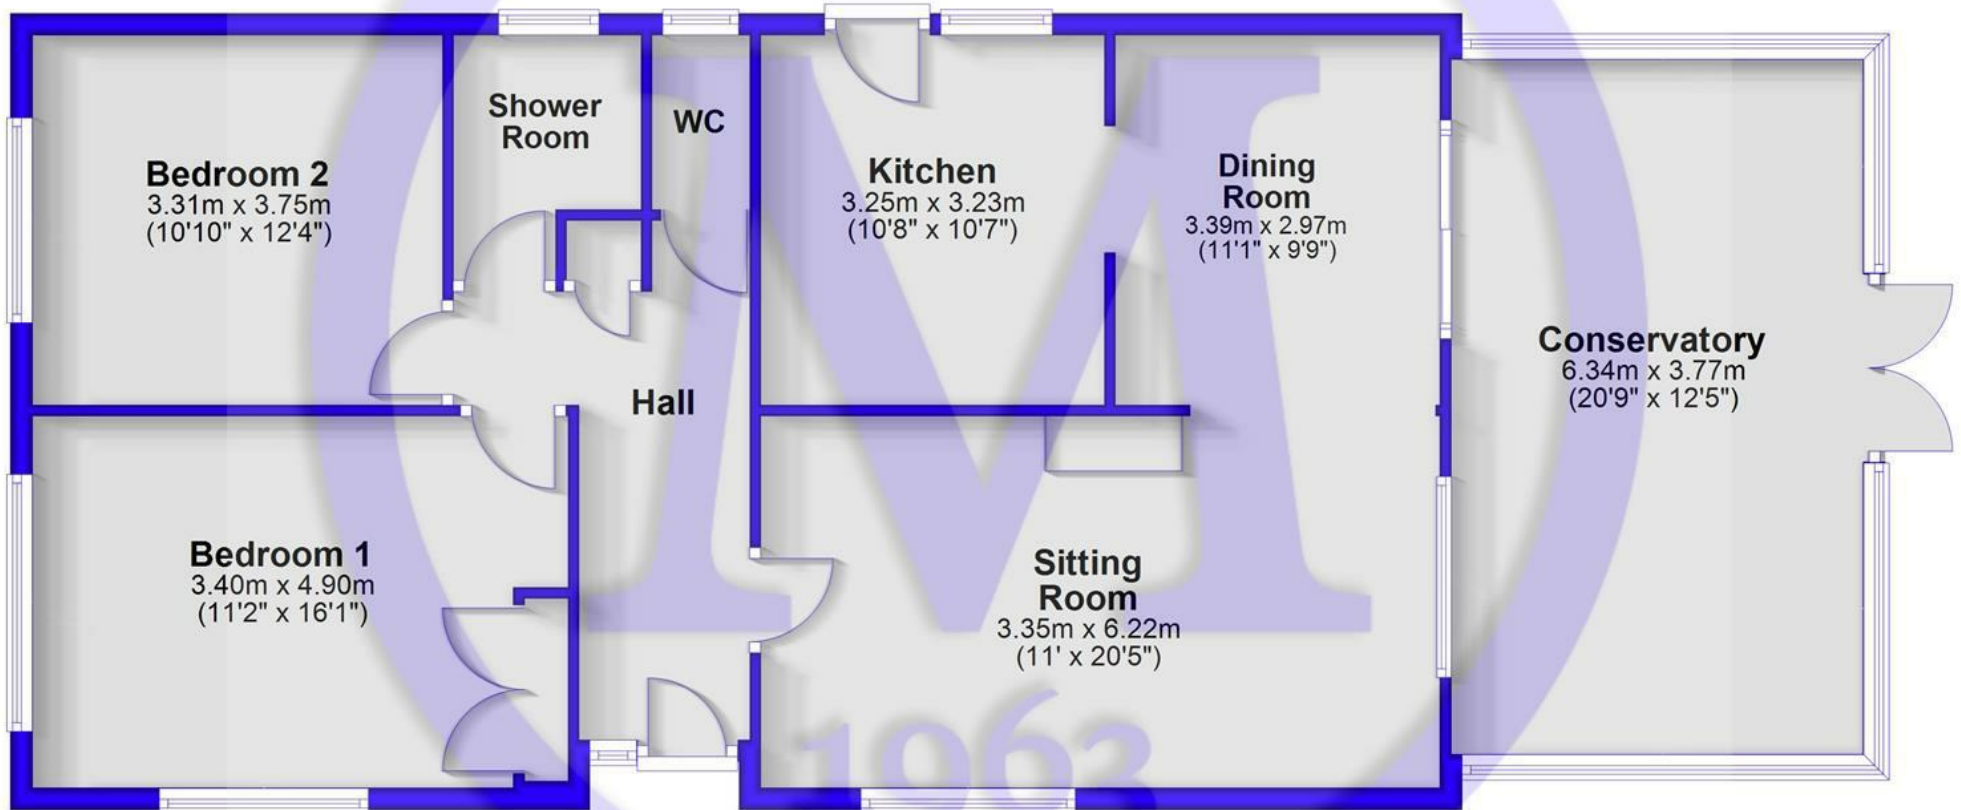 Bedroom 2
3.31m x 3.75m
(10'10" x 12'4")
Shower
Room
WC
Kitchen
3.25m x 3.23m
(10'8" x 10'7")
Dining
Room
3.39m x 2.97m
(11'1" x 9'9")
Conservatory
6.34m x 3.77m
(20'9" x 12'5")
Hall
Bedroom 1
3.40m x 4.90m
(11'2" x 16'1")
Sitting
Room
3.35m x 6.22m
(11' x 20'5")
M
1963